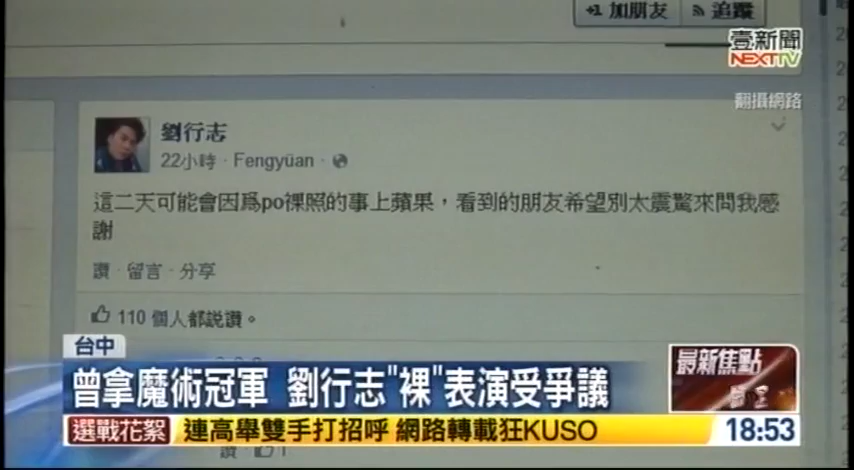 +1 加朋友
追蹤
壹新聞
NEXTTV
翻攝網路
劉行志
22小時 · Fengyüan ·
這二天可能會因爲po裸照的事上蘋果，看到的朋友希望別太震驚來問我感
謝
讚 · 留言 · 分享
110 個人都說讚。
台中
曾拿魔術冠軍 劉行志"裸"表演受爭議
最新焦點
選戰花絮
連高舉雙手打招呼 網路轉載狂KUSO
18:53
讚